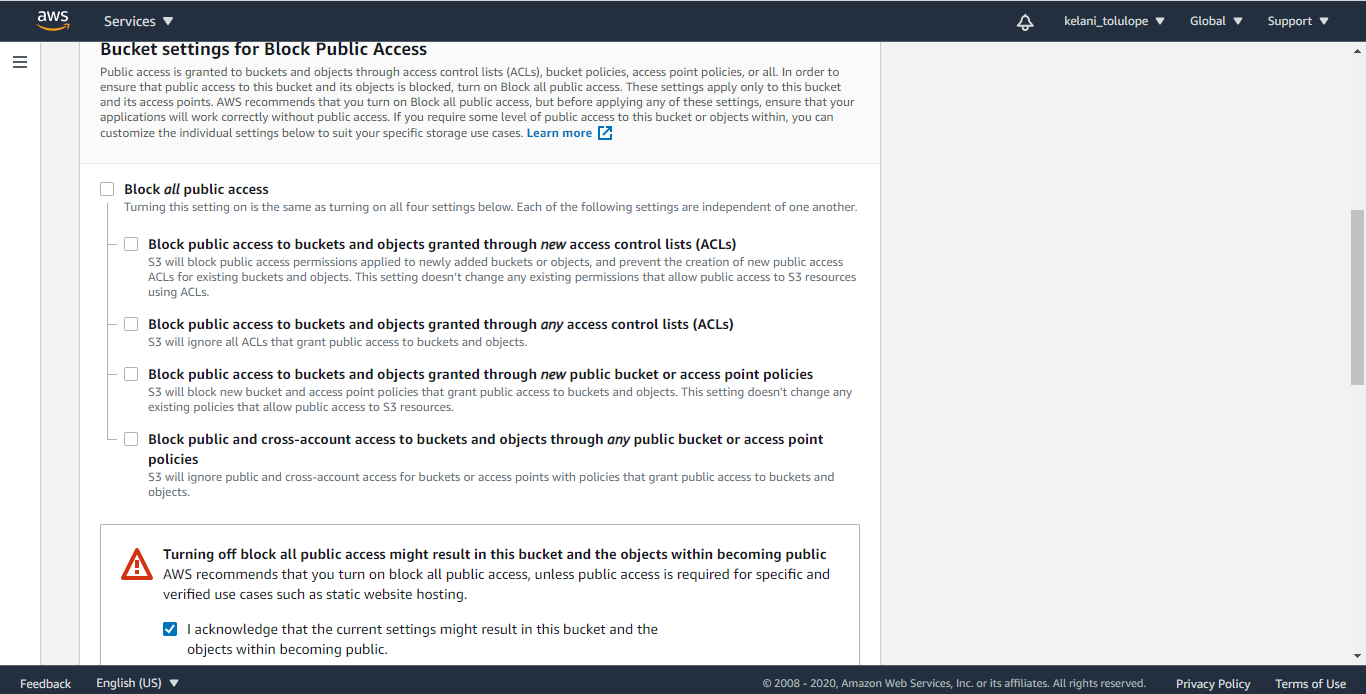 aws
Services
kelani_tolulope
Global
Support
Bucket settings for Block Public Access
Public access is granted to buckets and objects through access control lists (ACLs), bucket policies, access point policies, or all. In order to
ensure that public access to this bucket and its objects is blocked, turn on Block all public access. These settings apply only to this bucket
and its access points. AWS recommends that you turn on Block all public access, but before applying any of these settings, ensure that your
applications will work correctly without public access. If you require some level of public access to this bucket or objects within, you can
customize the individual settings below to suit your specific storage use cases. Learn more
Block all public access
Turning this setting on is the same as turning on all four settings below. Each of the following settings are independent of one another.
Block public access to buckets and objects granted through new access control lists (ACLs)
S3 will block public access permissions applied to newly added buckets or objects, and prevent the creation of new public access
ACLs for existing buckets and objects. This setting doesn't change any existing permissions that allow public access to S3 resources
using ACLs.
Block public access to buckets and objects granted through any access control lists (ACLs)
S3 will ignore all ACLs that grant public access to buckets and objects.
Block public access to buckets and objects granted through new public bucket or access point policies
S3 will block new bucket and access point policies that grant public access to buckets and objects. This setting doesn't change any
existing policies that allow public access to S3 resources.
Block public and cross-account access to buckets and objects through any public bucket or access point
policies
S3 will ignore public and cross-account access for buckets or access points with policies that grant public access to buckets and
objects.
Turning off block all public access might result in this bucket and the objects within becoming public
AWS recommends that you turn on block all public access, unless public access is required for specific and
verified use cases such as static website hosting.
I acknowledge that the current settings might result in this bucket and the
objects within becoming public.
Feedback
English (US)
© 2008 - 2020, Amazon Web Services, Inc. or its affiliates. All rights reserved.
Privacy Policy
Terms of Use